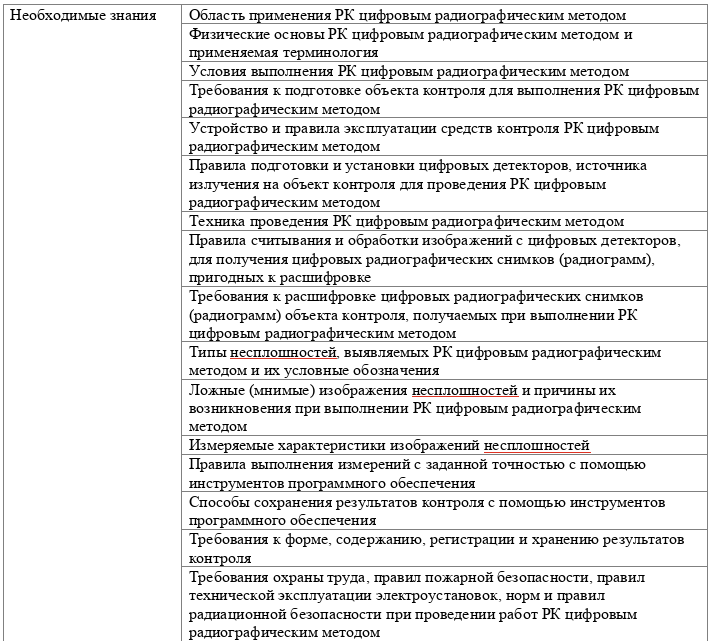 Необходимые знания
Область применения РК цифровым радиографическим методом
Физические основы РК цифровым радиографическим методом и
применяемая терминология
Условия выполнения РК цифровым радиографическим методом
Требования к подготовке объекта контроля для выполнения РК цифровым
радиографическим методом
Устройство и правила эксплуатации средств контроля РК цифровым
радиографическим методом
Правила подготовки и установки цифровых детекторов, источника
излучения на объект контроля для проведения РК цифровым
радиографическим методом
Техника проведения РК цифровым радиографическим методом
Правила считывания и обработки изображений с цифровых детекторов,
для получения цифровых радиографических снимков (радиограмм),
пригодных к расшифровке
Требования к расшифровке цифровых радиографических снимков
(радиограмм) объекта контроля, получаемых при выполнении РК
цифровым радиографическим методом
Типы несплошностей, выявляемых РК цифровым радиографическим
методом и их условные обозначения
Ложные (мнимые) изображения несплошностей и причины их
возникновения при выполнении РК цифровым радиографическим
методом
Измеряемые характеристики изображений несплошностей
Правила выполнения измерений с заданной точностью с помощью
инструментов программного обеспечения
Способы сохранения результатов контроля с помощью инструментов
программного обеспечения
Требования к форме, содержанию, регистрации и хранению результатов
контроля
Требования охраны труда, правил пожарной безопасности, правил
технической эксплуатации электроустановок, норм и правил
радиационной безопасности при проведении работ РК цифровым
радиографическим методом